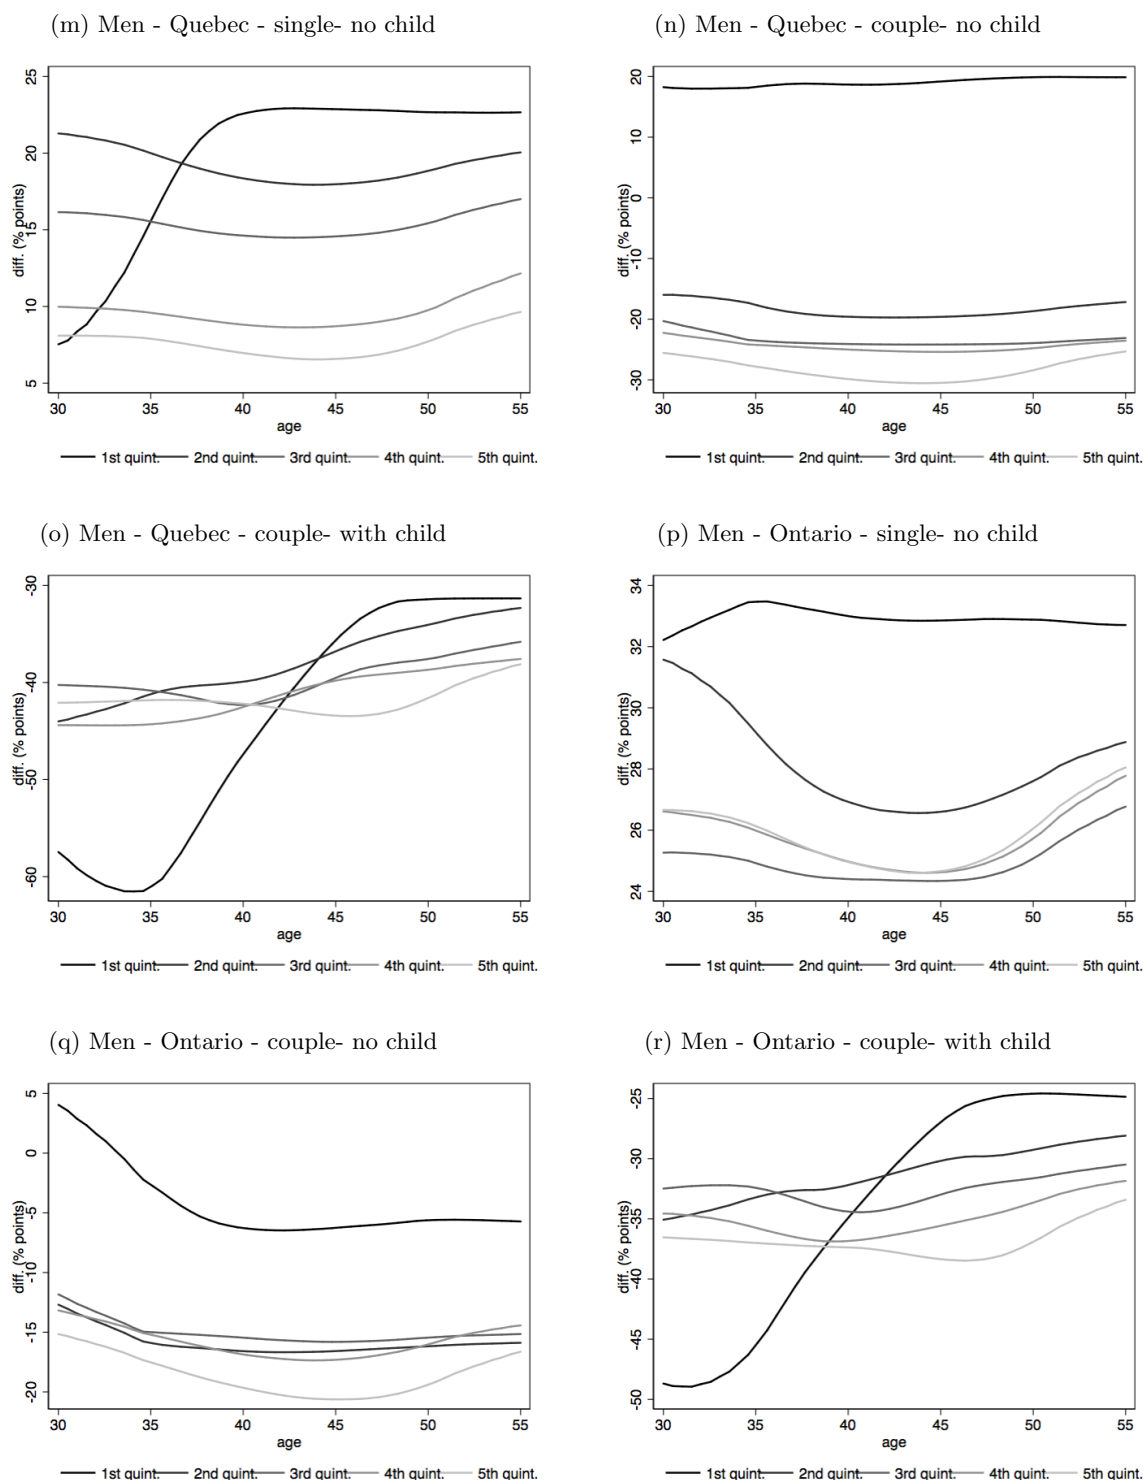 (m) Men - Quebec - single- no child
diff. (% points)
25
20
15
10
5
30 35 40 45 50 55
age
1st quint. 2nd quint. 3rd quint. 4th quint. 5th quint.
(n) Men - Quebec - couple- no child
diff. (% points)
20
10
0
-10
-20
-30
30 35 40 45 50 55
age
1st quint. 2nd quint. 3rd quint. 4th quint. 5th quint.
(o) Men - Quebec - couple- with child
diff. (% points)
-30
-40
-50
-60
30 35 40 45 50 55
age
1st quint. 2nd quint. 3rd quint. 4th quint. 5th quint.
(p) Men - Ontario - single- no child
diff. (% points)
34
32
30
28
26
24
30 35 40 45 50 55
age
1st quint. 2nd quint. 3rd quint. 4th quint. 5th quint.
(q) Men - Ontario - couple- no child
diff. (% points)
5
0
-5
-10
-15
-20
30 35 40 45 50 55
age
1st quint. 2nd quint. 3rd quint. 4th quint. 5th quint.
(r) Men - Ontario - couple- with child
diff. (% points)
-25
-30
-35
-40
-45
-50
30 35 40 45 50 55
age
1st quint. 2nd quint. 3rd quint. 4th quint. 5th quint.